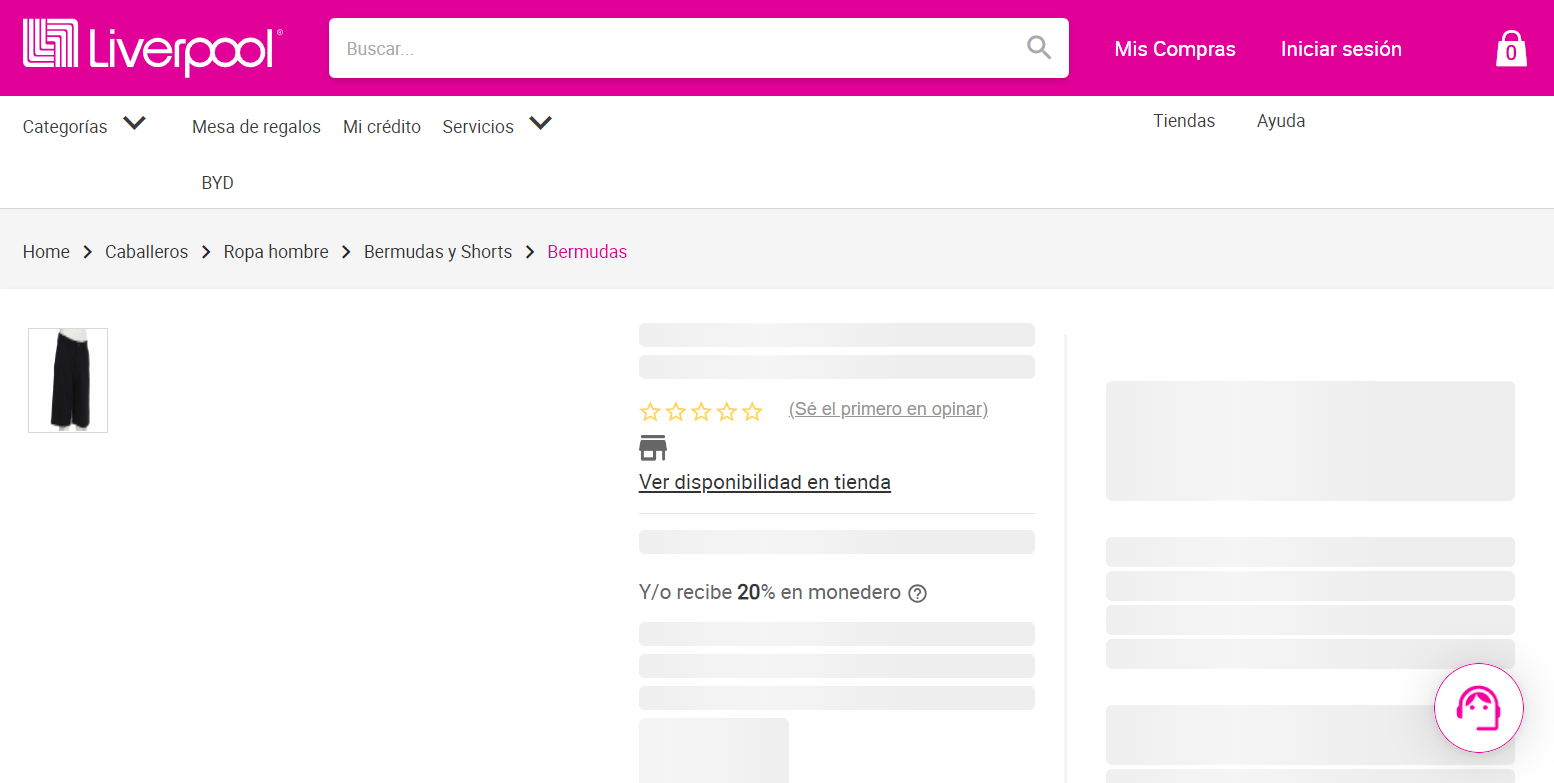 Liverpool®
Buscar...
Mis Compras
Iniciar sesión
0
Categorías
Mesa de regalos
Mi crédito
Servicios
Tiendas
Ayuda
BYD
Home > Caballeros > Ropa hombre > Bermudas y Shorts > Bermudas
(Sé el primero en opinar)
Ver disponibilidad en tienda
Y/o recibe 20% en monedero